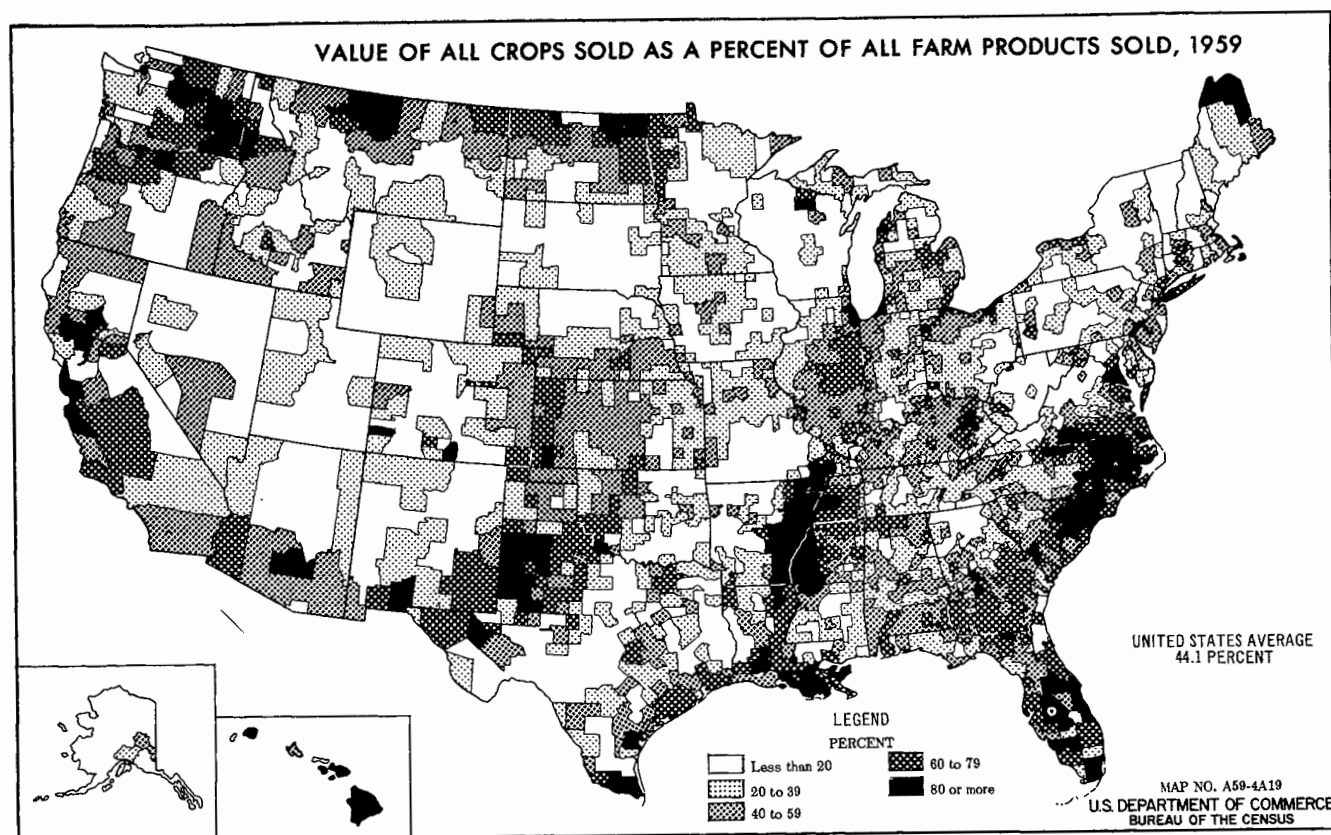 VALUE OF ALL CROPS SOLD AS A PERCENT OF ALL FARM PRODUCTS SOLD, 1959
UNITED STATES AVERAGE
44.1 PERCENT
LEGEND
PERCENT
Less than 20
20 to 39
40 to 59
60 to 79
80 or more
MAP NO. A59-4A19
U.S. DEPARTMENT OF COMMERCE
BUREAU OF THE CENSUS